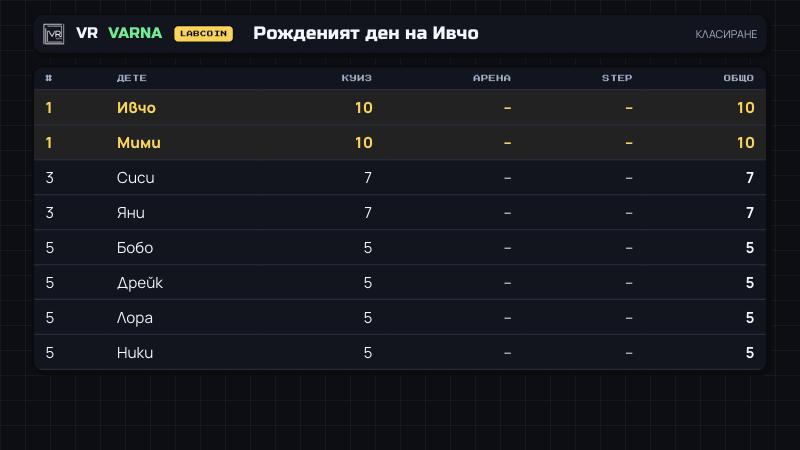 VR VR VARNA LABCOIN Рожденият ден на Ивчо КЛАСИРАНЕ
# ДЕТЕ КУИЗ АРЕНА STEP ОБЩО
1 Ивчо 10 – – 10
1 Мими 10 – – 10
3 Сиси 7 – – 7
3 Яни 7 – – 7
5 Бобо 5 – – 5
5 Дрейк 5 – – 5
5 Лора 5 – – 5
5 Ники 5 – – 5